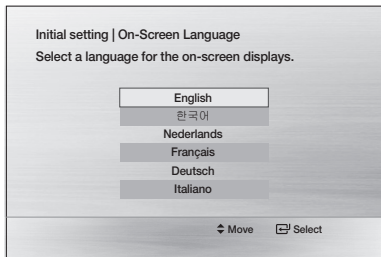 Initial setting | On-Screen Language
Select a language for the on-screen displays.
English
한국어
Nederlands
Français
Deutsch
Italiano
Move Select